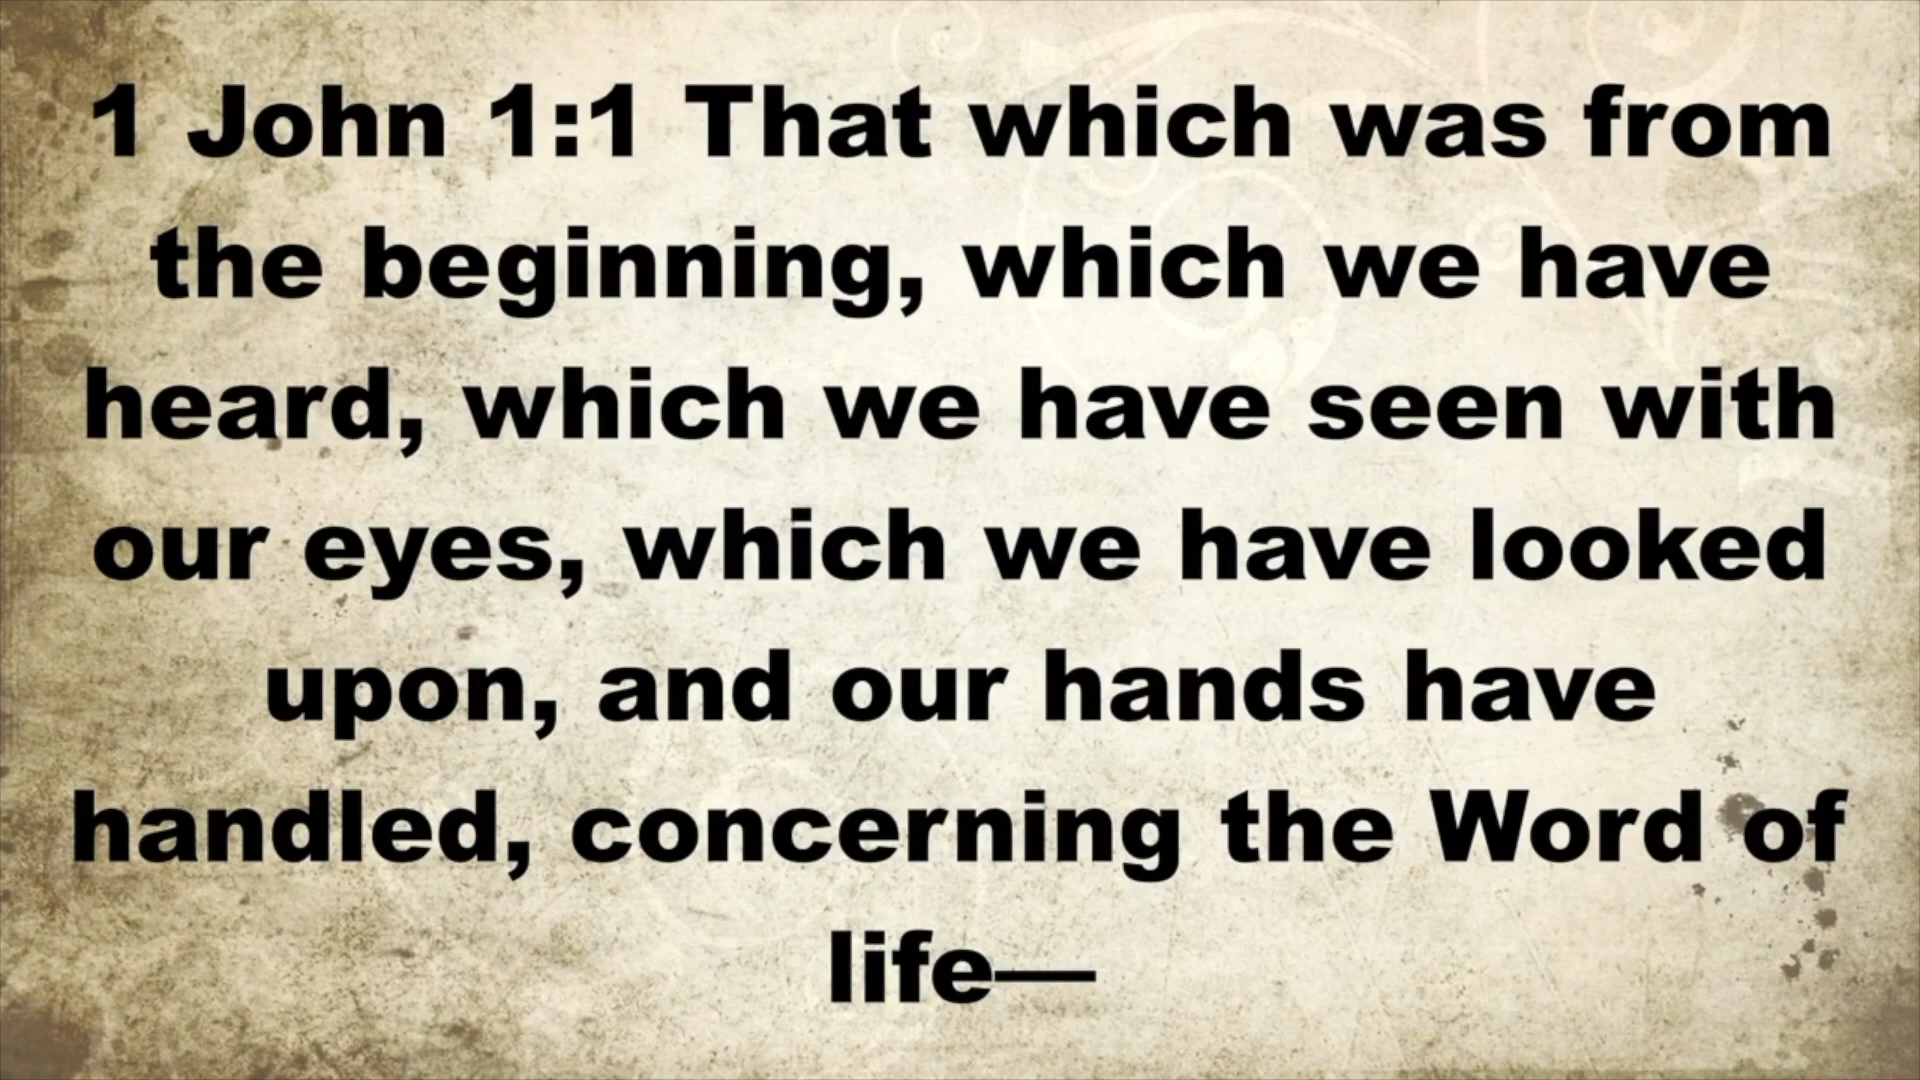 1 John 1:1 That which was from
the beginning, which we have
heard, which we have seen with
our eyes, which we have looked
upon, and our hands have
handled, concerning the Word of
life—